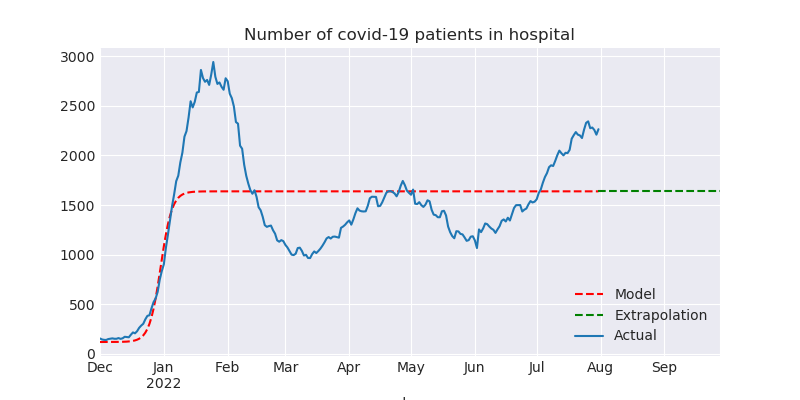 Number of covid-19 patients in hospital
3000
2500
2000
1500
1000
500
0
Dec Jan Feb Mar Apr May Jun Jul Aug Sep
2022
Model
Extrapolation
Actual